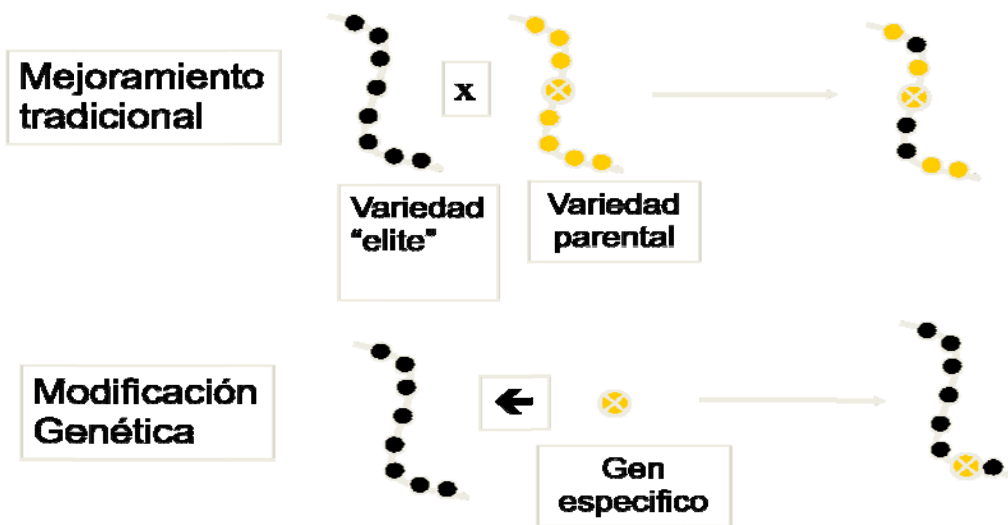 Mejoramiento
tradicional
x
Variedad
“elite”
Variedad
parental
Modificación
Genética
Gen
especifico